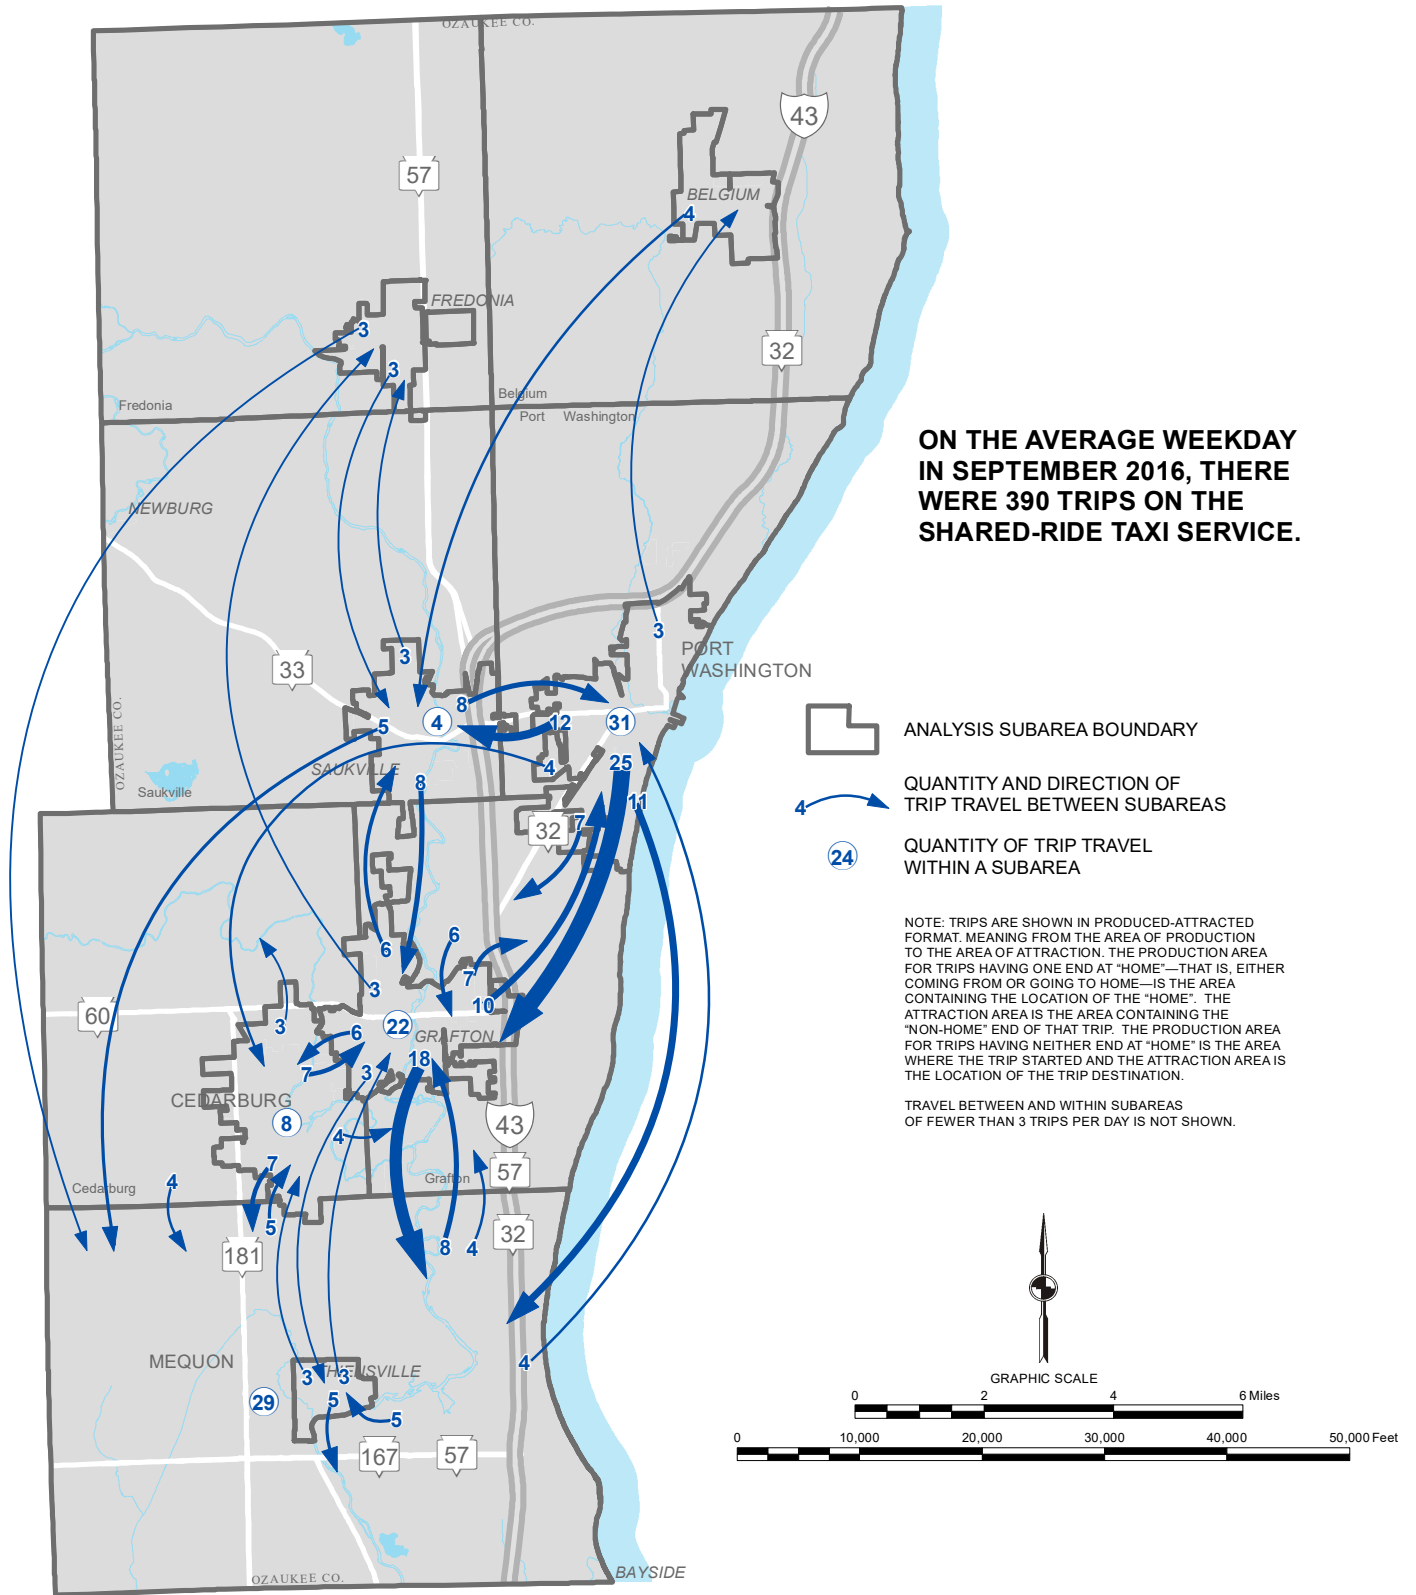 OZAUKEE CO.
43
57
BELGIUM
4
FREDONIA
3
32
3
Fredonia
Belgium
Port Washington
ON THE AVERAGE WEEKDAY
IN SEPTEMBER 2016, THERE
WERE 390 TRIPS ON THE
SHARED-RIDE TAXI SERVICE.
NEWBURG
3
PORT
WASHINGTON
3
33
8
5
4
12
31
ANALYSIS SUBAREA BOUNDARY
OZAUKEE CO.
SAUKVILLE
4
25
8
Saukville
11
4
QUANTITY AND DIRECTION OF
TRIP TRAVEL BETWEEN SUBAREAS
7
32
24
QUANTITY OF TRIP TRAVEL
WITHIN A SUBAREA
6
6
7
3
10
NOTE: TRIPS ARE SHOWN IN PRODUCED-ATTRACTED
FORMAT. MEANING FROM THE AREA OF PRODUCTION
TO THE AREA OF ATTRACTION. THE PRODUCTION AREA
FOR TRIPS HAVING ONE END AT “HOME”—THAT IS, EITHER
COMING FROM OR GOING TO HOME—IS THE AREA
CONTAINING THE LOCATION OF THE “HOME”. THE
ATTRACTION AREA IS THE AREA CONTAINING THE
“NON-HOME” END OF THAT TRIP. THE PRODUCTION AREA
FOR TRIPS HAVING NEITHER END AT “HOME” IS THE AREA
WHERE THE TRIP STARTED AND THE ATTRACTION AREA IS
THE LOCATION OF THE TRIP DESTINATION.
TRAVEL BETWEEN AND WITHIN SUBAREAS
OF FEWER THAN 3 TRIPS PER DAY IS NOT SHOWN.
60
3
6
22
GRAFTON
18
7
3
CEDARBURG
8
4
43
7
57
4
Cedarburg
Grafton
5
8
4
32
181
MEQUON
4
THIENSVILLE
3
3
5
29
5
167
57
GRAPHIC SCALE
0 2 4 6 Miles
0 10,000 20,000 30,000 40,000 50,000 Feet
OZAUKEE CO.
BAYSIDE